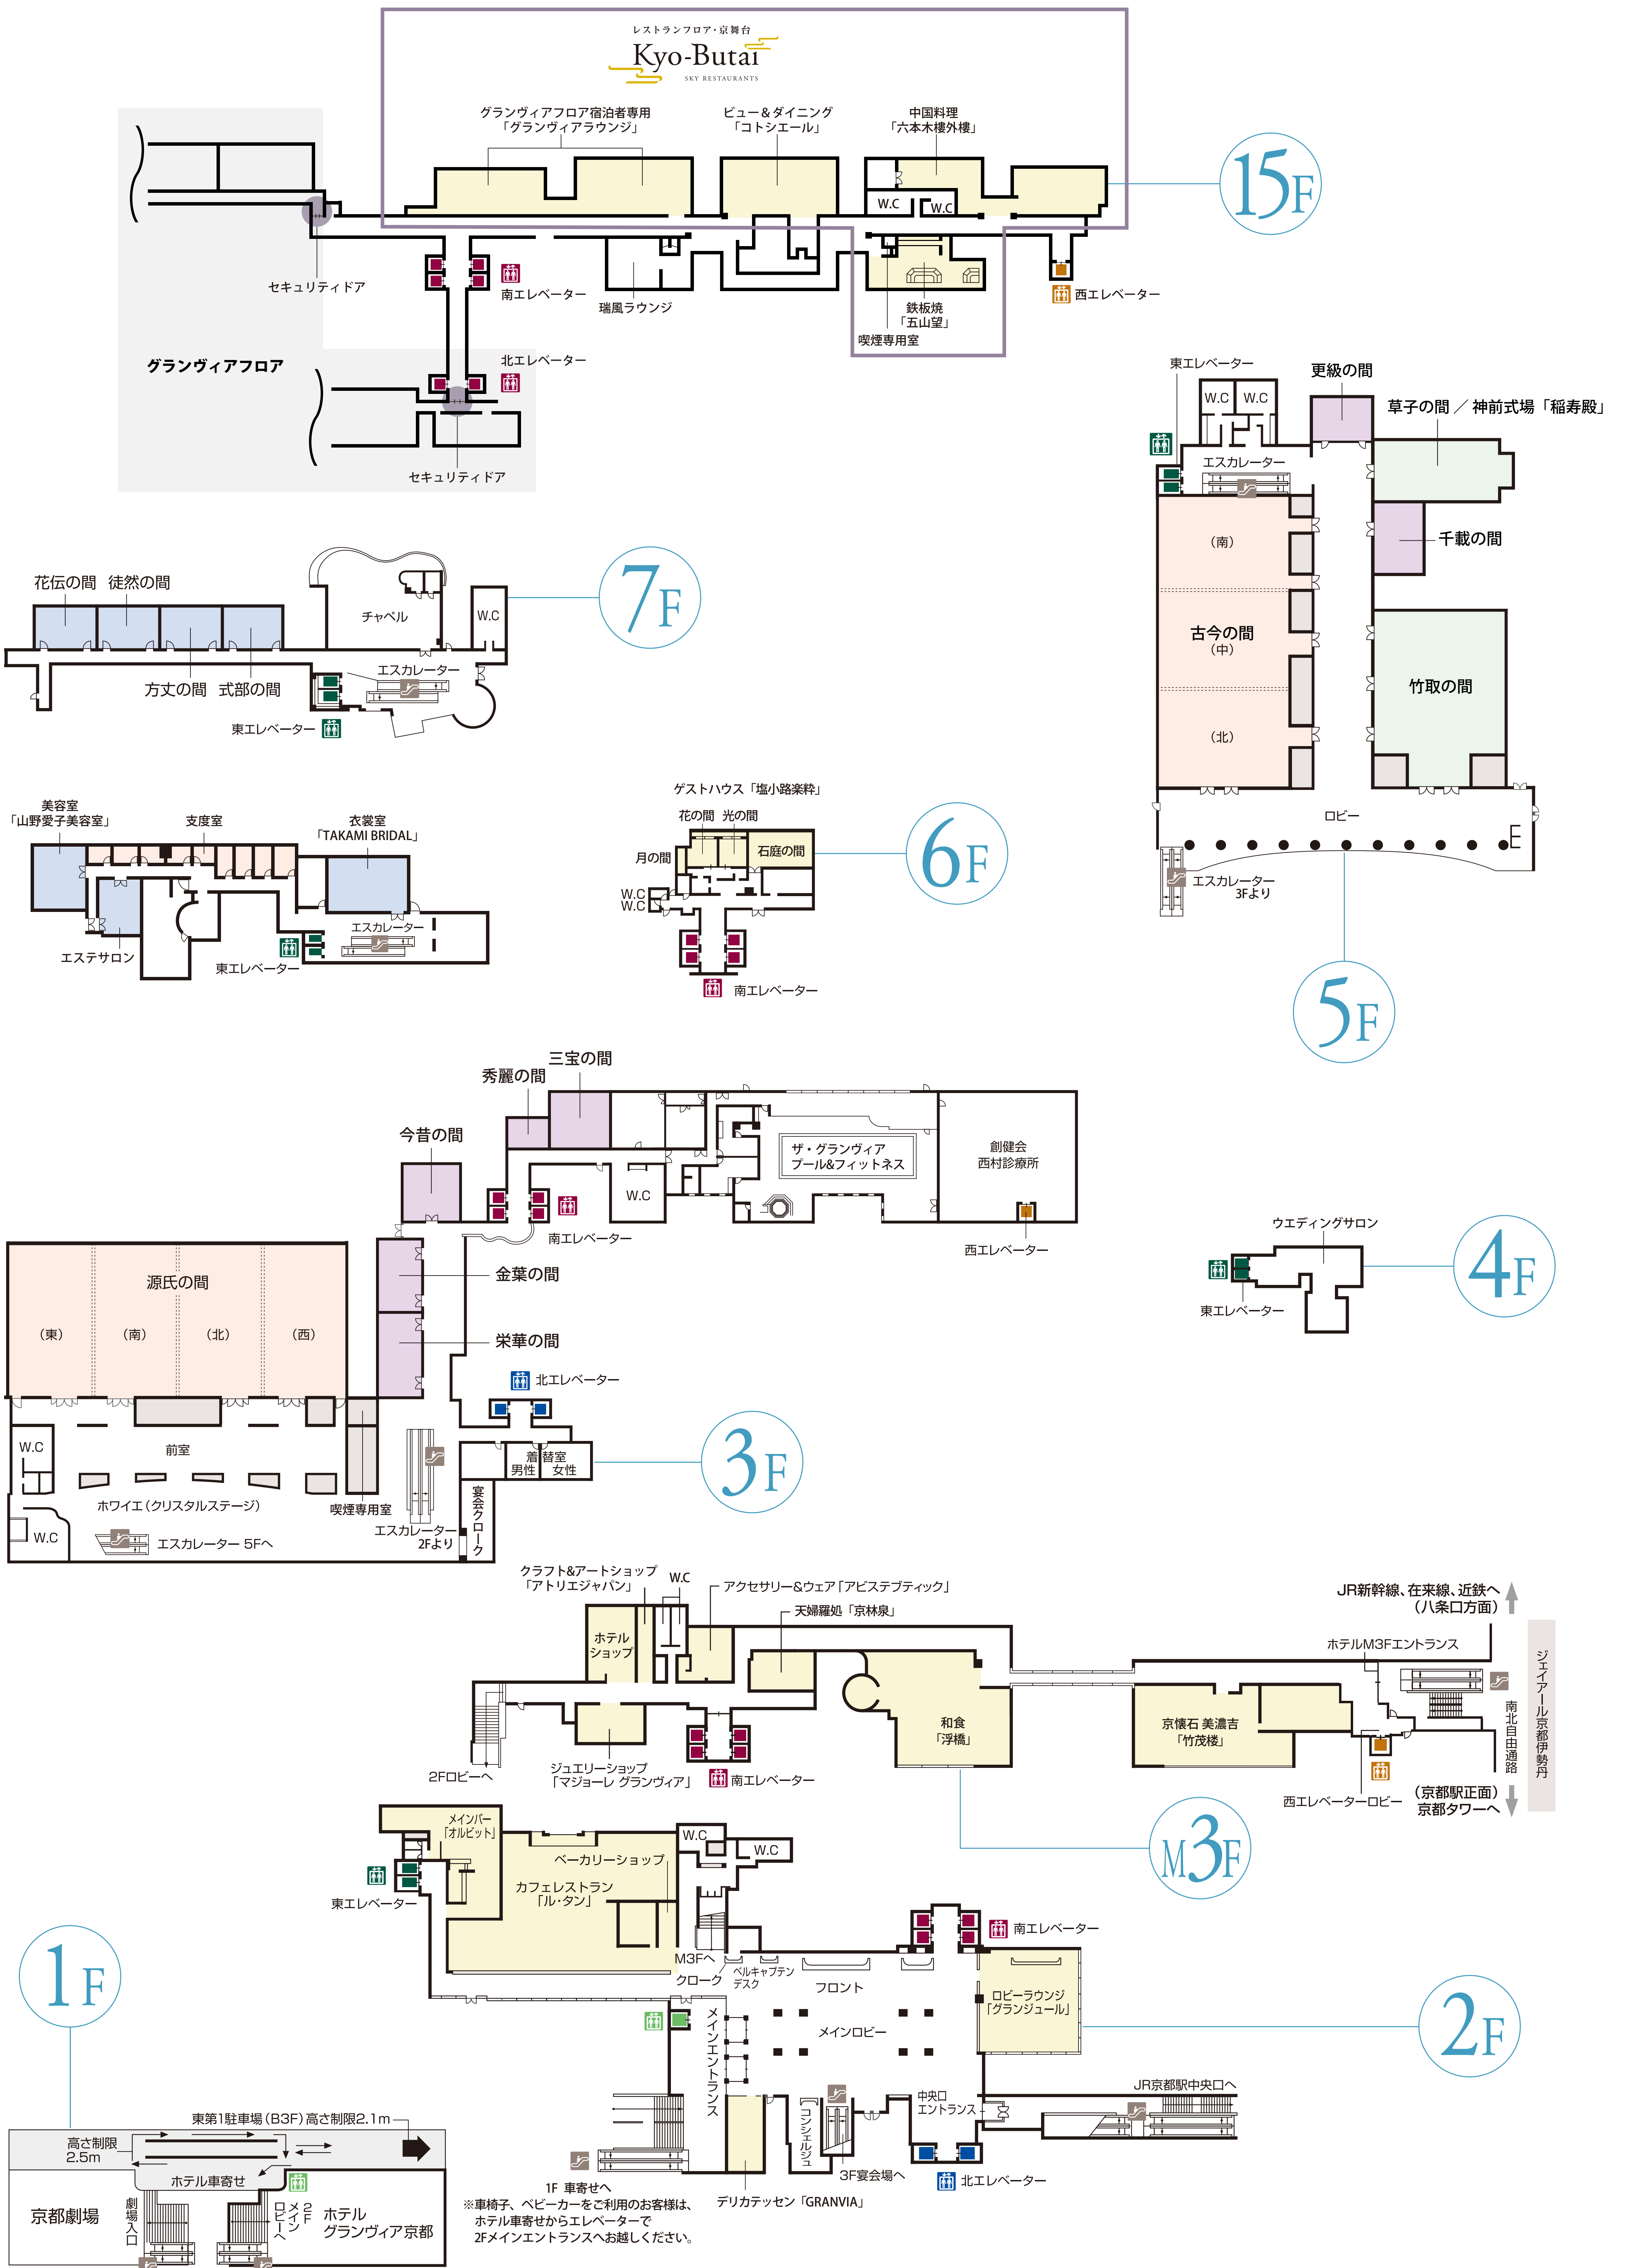 レストランフロア・京舞台
Kyo-Butai
SKY RESTAURANTS
グランヴィアフロア宿泊者専用
「グランヴィアラウンジ」
ビュー＆ダイニング
「コトシエール」
中国料理
「六本木樓外樓」
W.C
W.C
15F
セキュリティドア
南エレベーター
瑞風ラウンジ
鉄板焼
「五山望」
喫煙専用室
西エレベーター
グランヴィアフロア
北エレベーター
セキュリティドア
東エレベーター
更級の間
W.C
W.C
草子の間 ／ 神前式場「稲寿殿」
エスカレーター
（南）
千載の間
古今の間
（中）
竹取の間
（北）
ロビー
E
エスカレーター
3Fより
5F
花伝の間
徒然の間
チャペル
W.C
7F
方丈の間
式部の間
エスカレーター
東エレベーター
美容室
「山野愛子美容室」
支度室
衣裳室
「TAKAMI BRIDAL」
エステサロン
東エレベーター
エスカレーター
ゲストハウス「塩小路楽粋」
花の間
光の間
月の間
石庭の間
W.C
W.C
6F
南エレベーター
三宝の間
秀麗の間
今昔の間
W.C
ザ・グランヴィア
プール&フィットネス
創健会
西村診療所
南エレベーター
西エレベーター
源氏の間
（東）
（南）
（北）
（西）
金葉の間
栄華の間
北エレベーター
W.C
前室
着替室
男性
女性
3F
ホワイエ（クリスタルステージ）
喫煙専用室
W.C
エスカレーター 5Fへ
エスカレーター
2Fより
宴会クローク
ウエディングサロン
東エレベーター
4F
クラフト&アートショップ
「アトリエジャパン」
W.C
アクセサリー&ウェア「アビステブティック」
天婦羅処「京林泉」
ホテル
ショップ
JR新幹線、在来線、近鉄へ
（八条口方面）
ホテルM3Fエントランス
ジェイアール京都伊勢丹
南北自由通路
和食
「浮橋」
京懐石 美濃吉
「竹茂楼」
2Fロビーへ
ジュエリーショップ
「マジョーレ グランヴィア」
南エレベーター
西エレベーターロビー
（京都駅正面）
京都タワーへ
M3F
メインバー
「オルビット」
W.C
W.C
ベーカリーショップ
カフェレストラン
「ル・タン」
東エレベーター
M3Fへ
クローク
ベルキャプテン
デスク
フロント
南エレベーター
ロビーラウンジ
「グランジュール」
メインエントランス
メインロビー
2F
中央口
エントランス
JR京都駅中央口へ
コンシェルジュ
3F宴会場へ
北エレベーター
1F 車寄せへ
デリカテッセン「GRANVIA」
※車椅子、ベビーカーをご利用のお客様は、
ホテル車寄せからエレベーターで
2Fメインエントランスへお越しください。
1F
東第1駐車場（B3F）高さ制限2.1m
高さ制限
2.5m
ホテル車寄せ
京都劇場
劇場入口
2F
メイン
ロビーへ
ホテル
グランヴィア京都